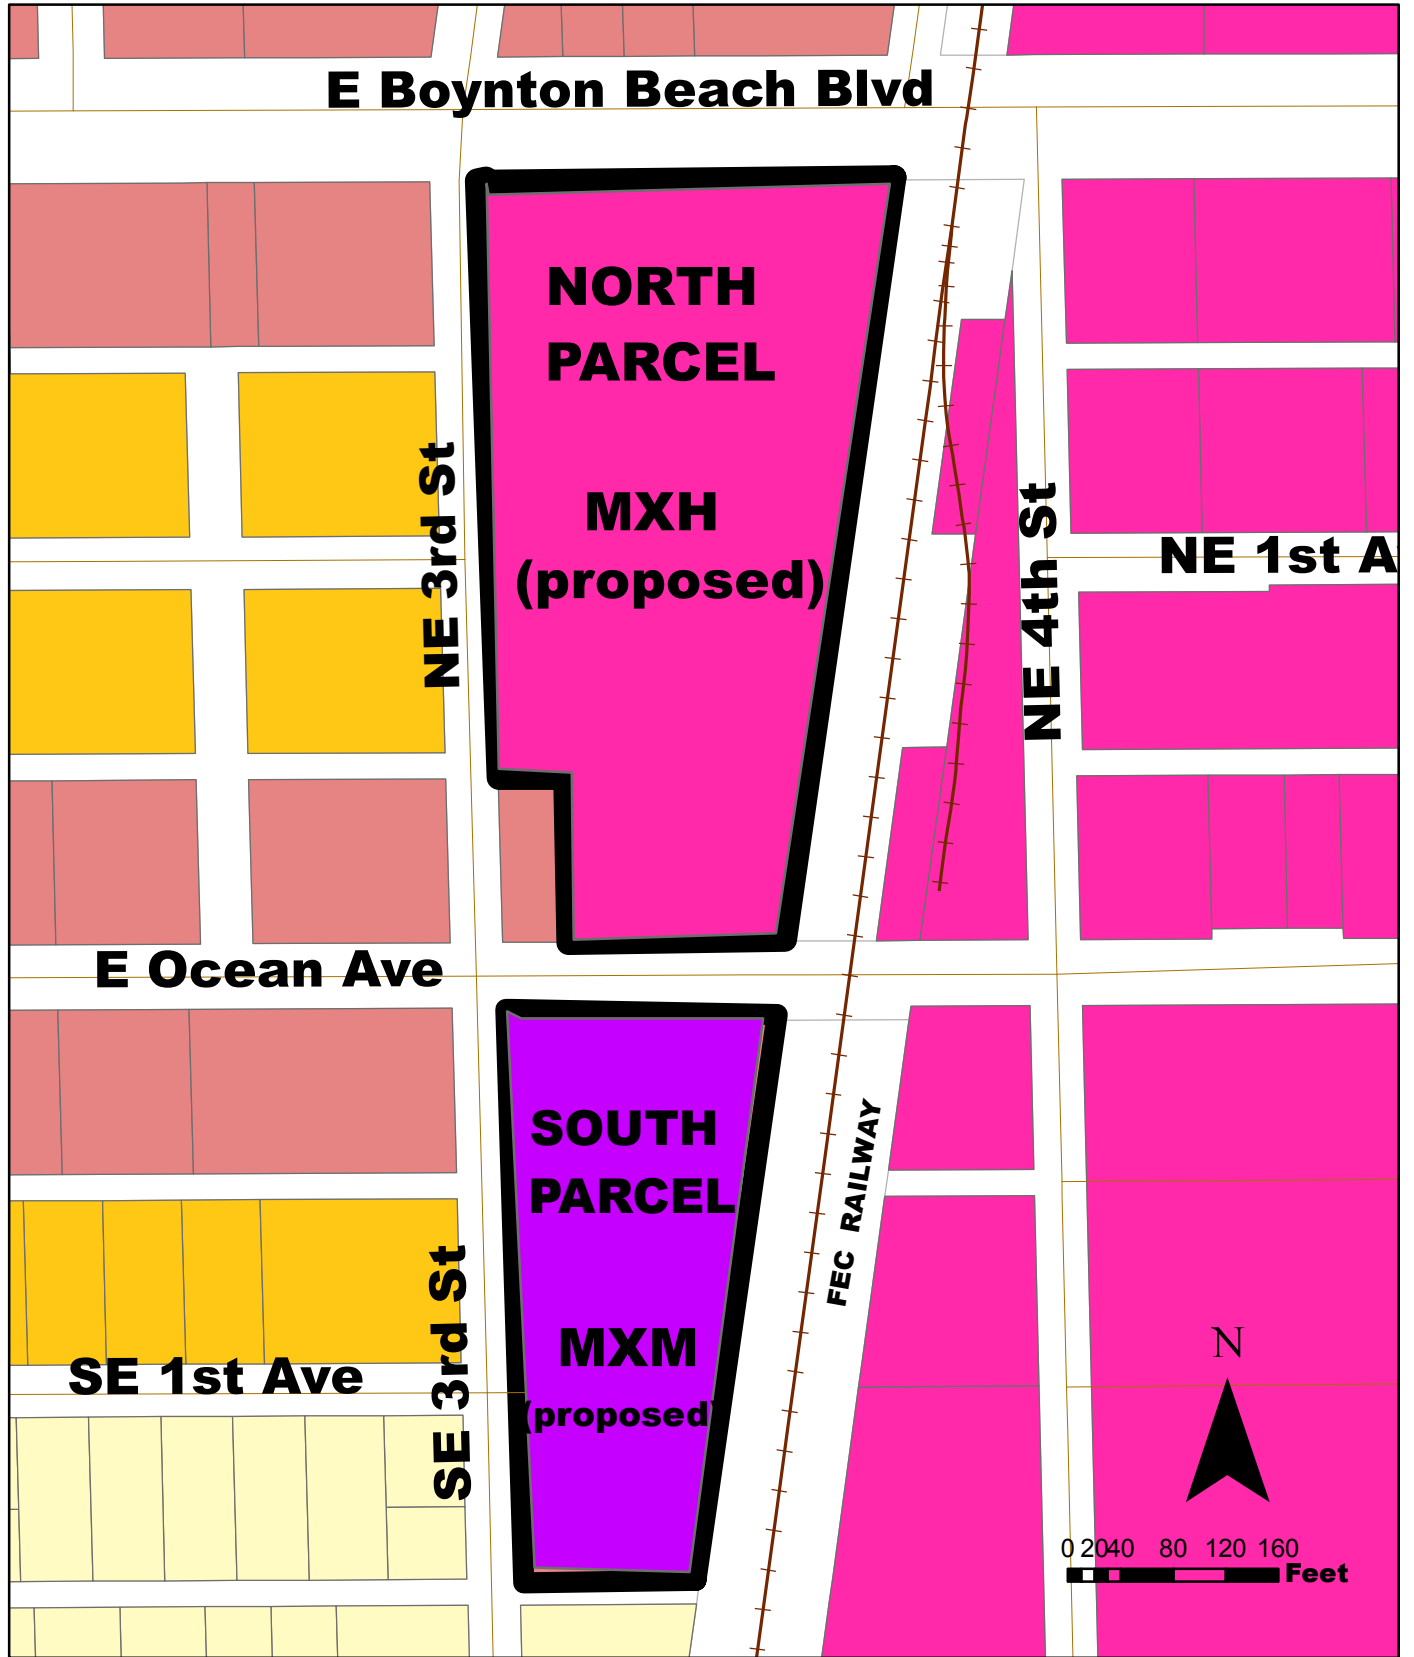 E Boynton Beach Blvd
NORTH
PARCEL
MXH
(proposed)
NE 3rd St
NE 4th St
NE 1st A
E Ocean Ave
SOUTH
PARCEL
MXM
(proposed)
FEC RAILWAY
SE 3rd St
SE 1st Ave
N
0 20 40 80 120 160
Feet